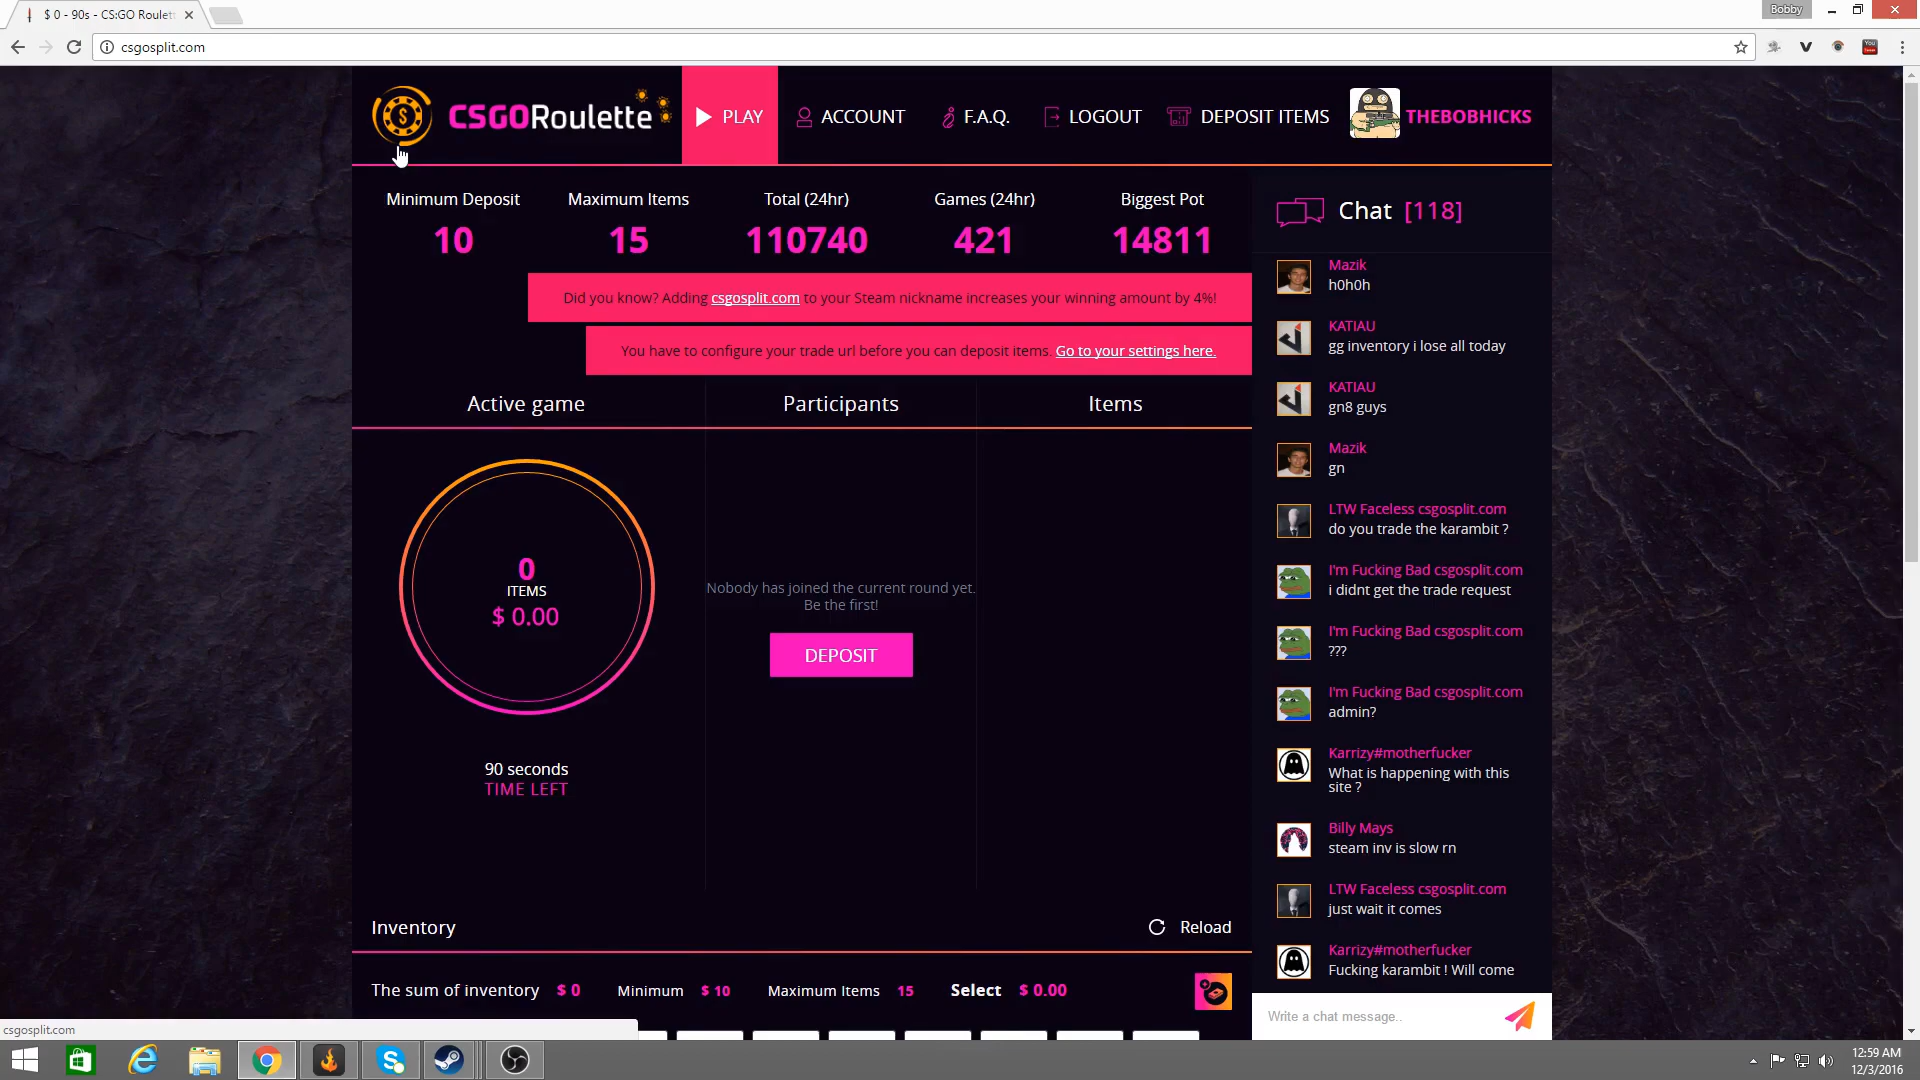 $ 0 - 90s - CS:GO Roulet
Bobby
csgosplit.com
CSGORoulette
PLAY
ACCOUNT
F.A.Q.
LOGOUT
DEPOSIT ITEMS
THEBOBHICKS
Minimum Deposit
Maximum Items
Total (24hr)
Games (24hr)
Biggest Pot
10
15
110740
421
14811
Did you know? Adding csgosplit.com to your Steam nickname increases your winning amount by 4%!
You have to configure your trade url before you can deposit items. Go to your settings here.
Active game
Participants
Items
0
ITEMS
$ 0.00
90 seconds
TIME LEFT
Nobody has joined the current round yet.
Be the first!
DEPOSIT
Inventory
Reload
The sum of inventory $ 0
Minimum $ 10
Maximum Items 15
Select $ 0.00
Chat [118]
Mazik
h0h0h
KATIAU
gg inventory i lose all today
KATIAU
gn8 guys
Mazik
gn
LTW Faceless csgosplit.com
do you trade the karambit ?
I'm Fucking Bad csgosplit.com
i didnt get the trade request
I'm Fucking Bad csgosplit.com
???
I'm Fucking Bad csgosplit.com
admin?
Karrizy#motherfucker
What is happening with this
site ?
Billy Mays
steam inv is slow rn
LTW Faceless csgosplit.com
just wait it comes
Karrizy#motherfucker
Fucking karambit ! Will come
Write a chat message..
csgosplit.com
12:59 AM
12/3/2016